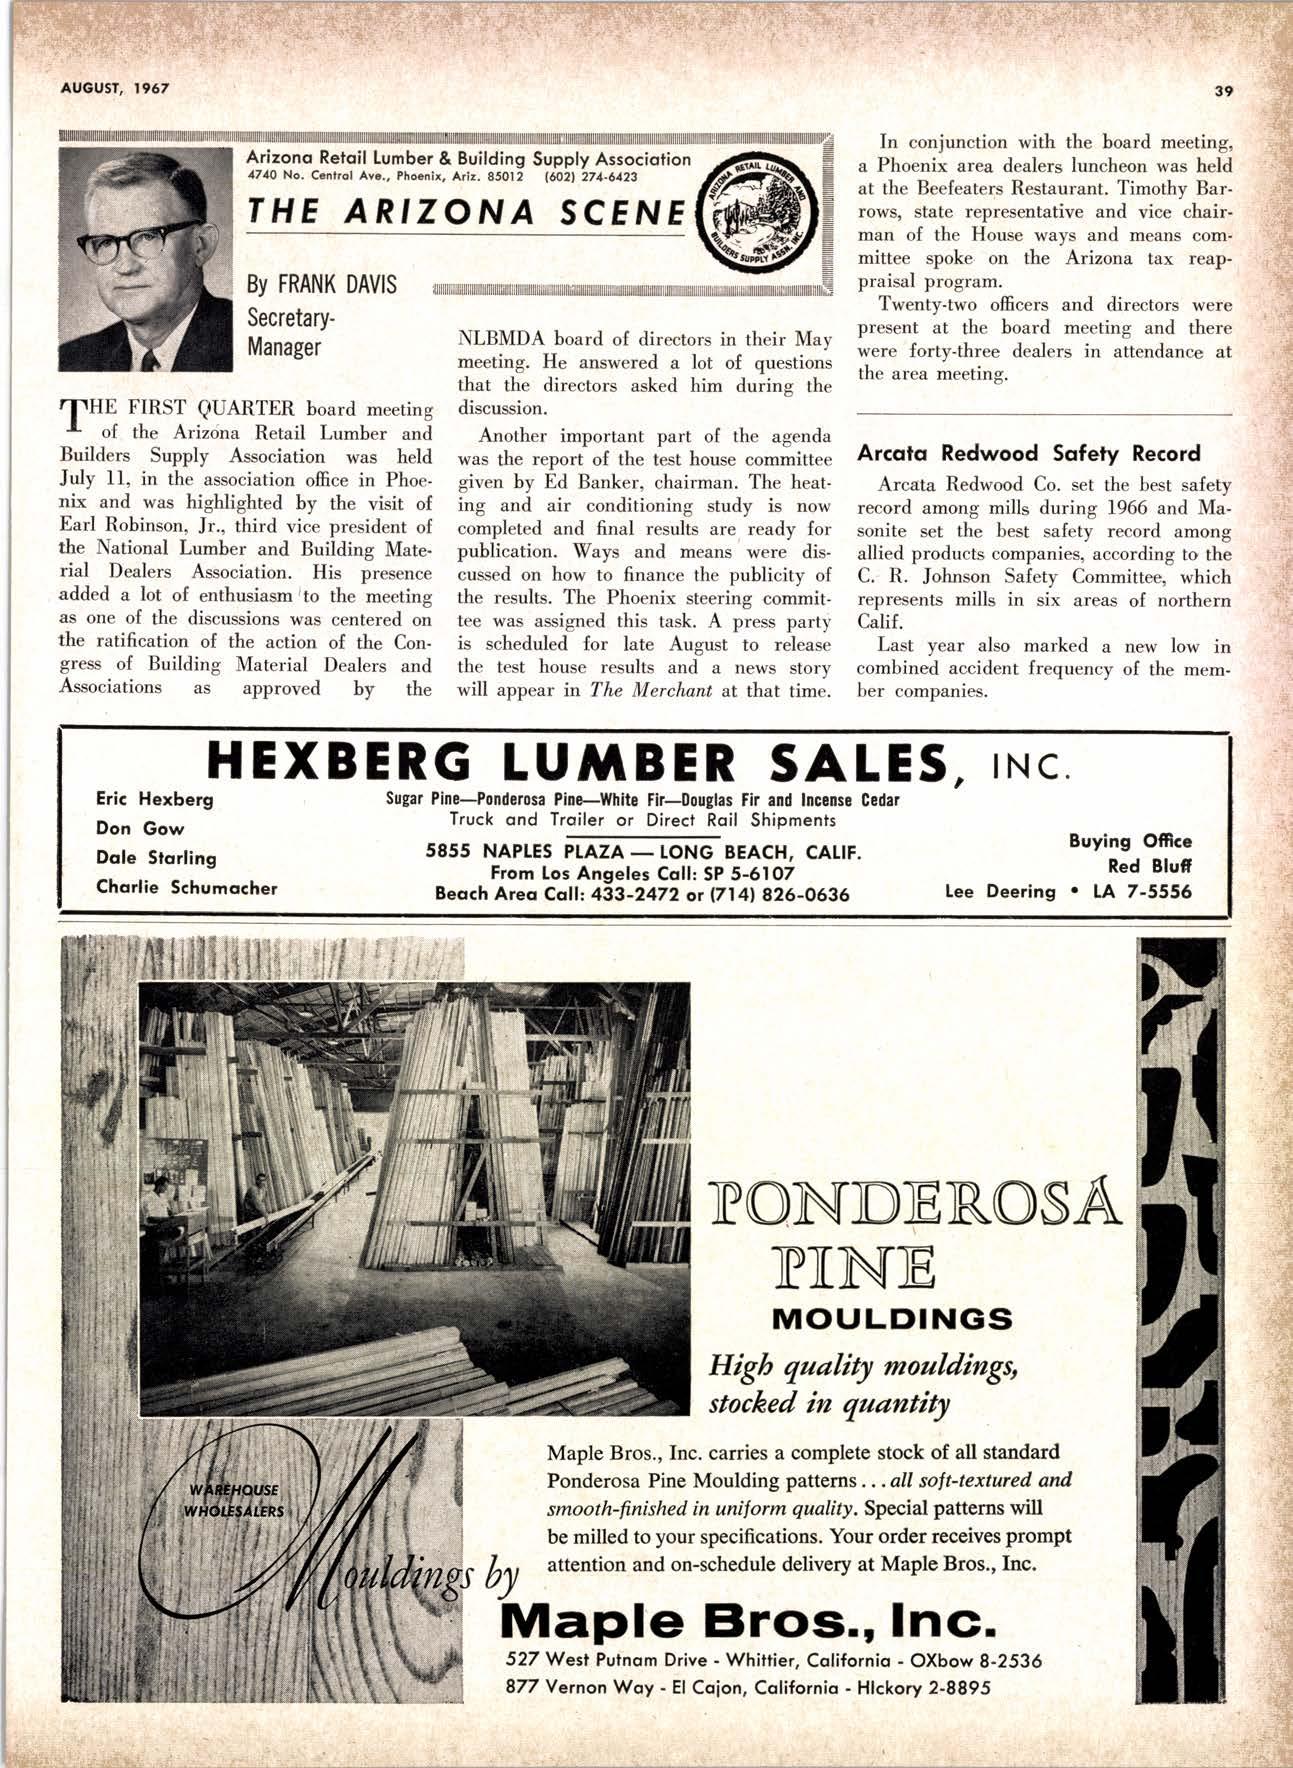 AUGUST, 1967
39
Arizona Retail Lumber & Building Supply Association
4740 No. Central Ave., Phoenix, Ariz. 85012 (602) 274-6423
THE ARIZONA SCENE
ARIZONA RETAIL LUMBER AND
BUILDERS SUPPLY ASSN. INC.
By FRANK DAVIS
Secretary-
Manager
THE FIRST QUARTER board meeting
of the Arizona Retail Lumber and
Builders Supply Association was held
July 11, in the association office in Phoe-
nix and was highlighted by the visit of
Earl Robinson, Jr., third vice president of
the National Lumber and Building Mate-
rial Dealers Association. His presence
added a lot of enthusiasm to the meeting
as one of the discussions was centered on
the ratification of the action of the Con-
gress of Building Material Dealers and
Associations as approved by the
NLBMDA board of directors in their May
meeting. He answered a lot of questions
that the directors asked him during the
discussion.
Another important part of the agenda
was the report of the test house committee
given by Ed Banker, chairman. The heat-
ing and air conditioning study is now
completed and final results are ready for
publication. Ways and means were dis-
cussed on how to finance the publicity of
the results. The Phoenix steering commit-
tee was assigned this task. A press party
is scheduled for late August to release
the test house results and a news story
will appear in The Merchant at that time.
In conjunction with the board meeting,
a Phoenix area dealers luncheon was held
at the Beefeaters Restaurant. Timothy Bar-
rows, state representative and vice chair-
man of the House ways and means com-
mittee spoke on the Arizona tax reap-
praisal program.
Twenty-two officers and directors were
present at the board meeting and there
were forty-three dealers in attendance at
the area meeting.
Arcata Redwood Safety Record
Arcata Redwood Co. set the best safety
record among mills during 1966 and Ma-
sonite set the best safety record among
allied products companies, according to the
C. R. Johnson Safety Committee, which
represents mills in six areas of northern
Calif.
Last year also marked a new low in
combined accident frequency of the mem-
ber companies.
HEXBERG LUMBER SALES, INC.
Eric Hexberg
Don Gow
Dale Starling
Charlie Schumacher
Sugar Pine—Ponderosa Pine—White Fir—Douglas Fir and Incense Cedar
Truck and Trailer or Direct Rail Shipments
5855 NAPLES PLAZA — LONG BEACH, CALIF.
From Los Angeles Call: SP 5-6107
Beach Area Call: 433-2472 or (714) 826-0636
Buying Office
Red Bluff
Lee Deering • LA 7-5556
PONDEROSA
PINE
MOULDINGS
High quality mouldings,
stocked in quantity
Maple Bros., Inc. carries a complete stock of all standard
Ponderosa Pine Moulding patterns . . . all soft-textured and
smooth-finished in uniform quality. Special patterns will
be milled to your specifications. Your order receives prompt
attention and on-schedule delivery at Maple Bros., Inc.
WAREHOUSE
WHOLESALERS
Mouldings by
Maple Bros., Inc.
527 West Putnam Drive - Whittier, California - OXbow 8-2536
877 Vernon Way - El Cajon, California - HIckory 2-8895